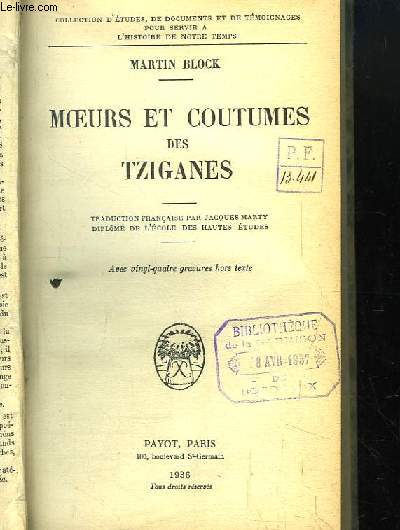 COLLECTION D'ÉTUDES, DE DOCUMENTS ET DE TÉMOIGNAGES
POUR SERVIR A
L'HISTOIRE DE NOTRE TEMPS
MARTIN BLOCK
MŒURS ET COUTUMES
DES
TZIGANES
P.F.
13.441
TRADUCTION FRANÇAISE PAR JACQUES MARTY
DIPLÔMÉ DE L'ÉCOLE DES HAUTES ÉTUDES
Avec vingt-quatre gravures hors texte
BIBLIOTHÈQUE
de la
8 AVR 1937
PAYOT, PARIS
106, boulevard St-Germain
1936
Tous droits réservés